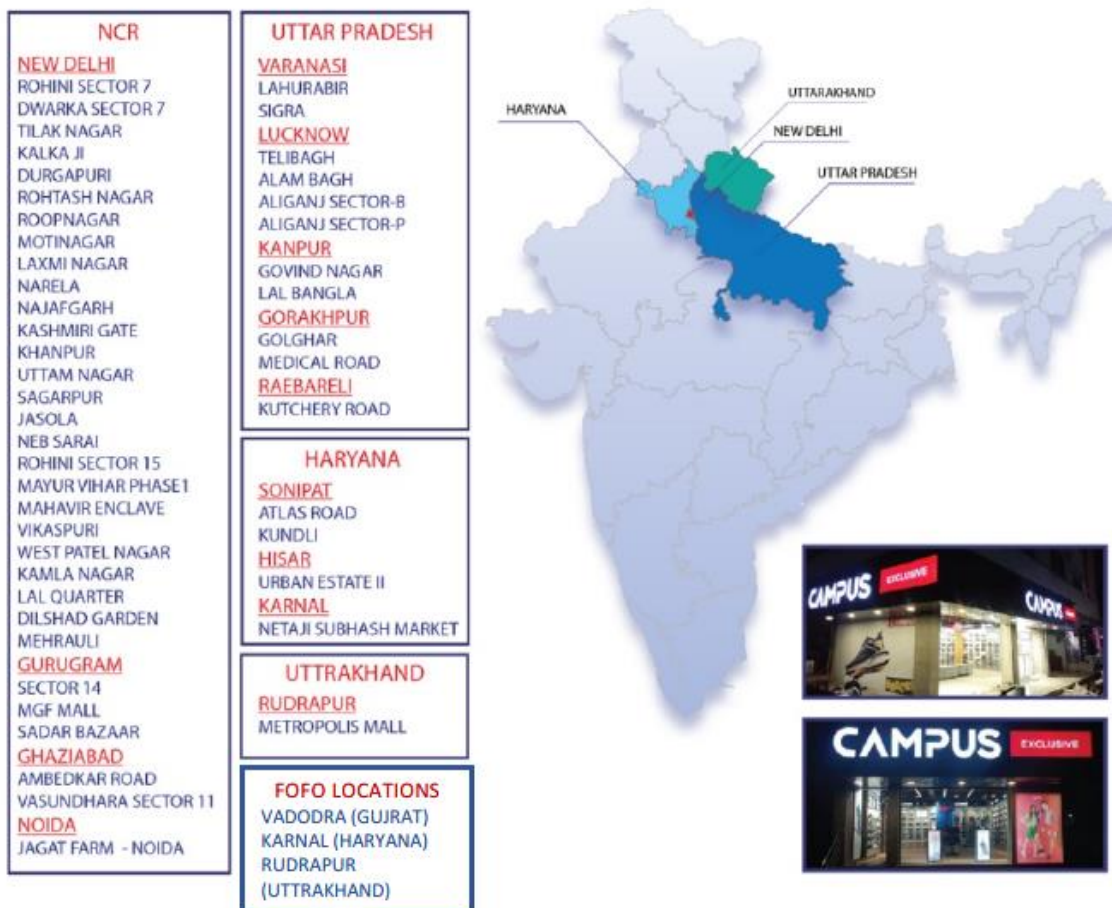 NCR
NEW DELHI
ROHINI SECTOR 7
DWARKA SECTOR 7
TILAK NAGAR
KALKA JI
DURGAPURI
ROHTASH NAGAR
ROOPNAGAR
MOTINAGAR
LAXMI NAGAR
NARELA
NAJAFGARH
KASHMIRI GATE
KHANPUR
UTTAM NAGAR
SAGARPUR
JASOLA
NEB SARAI
ROHINI SECTOR 15
MAYUR VIHAR PHASE1
MAHAVIR ENCLAVE
VIKASPURI
WEST PATEL NAGAR
KAMLA NAGAR
LAL QUARTER
DILSHAD GARDEN
MEHRAULI
GURUGRAM
SECTOR 14
MGF MALL
SADAR BAZAAR
GHAZIABAD
AMBEDKAR ROAD
VASUNDHARA SECTOR 11
NOIDA
JAGAT FARM - NOIDA
UTTAR PRADESH
VARANASI
LAHURABIR
SIGRA
LUCKNOW
TELIBAGH
ALAM BAGH
ALIGANJ SECTOR-B
ALIGANJ SECTOR-P
KANPUR
GOVIND NAGAR
LAL BANGLA
GORAKHPUR
GOLGHAR
MEDICAL ROAD
RAEBARELI
KUTCHERY ROAD
HARYANA
SONIPAT
ATLAS ROAD
KUNDLI
HISAR
URBAN ESTATE II
KARNAL
NETAJI SUBHASH MARKET
UTTRAKHAND
RUDRAPUR
METROPOLIS MALL
FOFO LOCATIONS
VADODRA (GUJRAT)
KARNAL (HARYANA)
RUDRAPUR
(UTTRAKHAND)
UTTARAKHAND
HARYANA
NEW DELHI
UTTAR PRADESH
CAMPUS EXCLUSIVE
CAMPUS
CAMPUS EXCLUSIVE